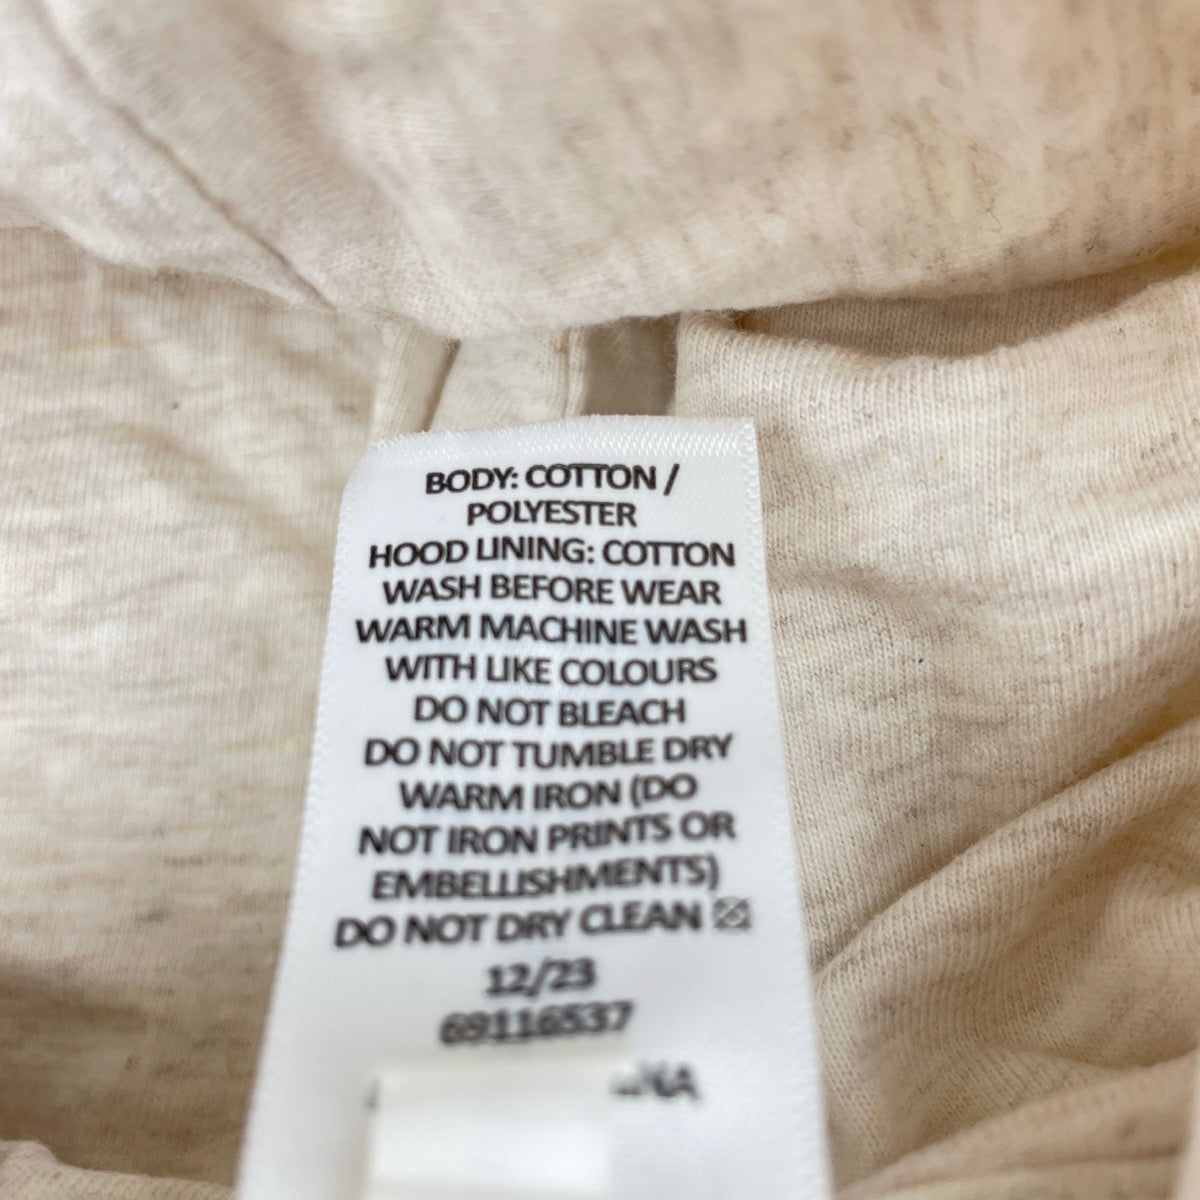 BODY: COTTON /
POLYESTER
HOOD LINING: COTTON
WASH BEFORE WEAR
WARM MACHINE WASH
WITH LIKE COLOURS
DO NOT BLEACH
DO NOT TUMBLE DRY
WARM IRON (DO
NOT IRON PRINTS OR
EMBELLISHMENTS)
DO NOT DRY CLEAN
12/23
69116537